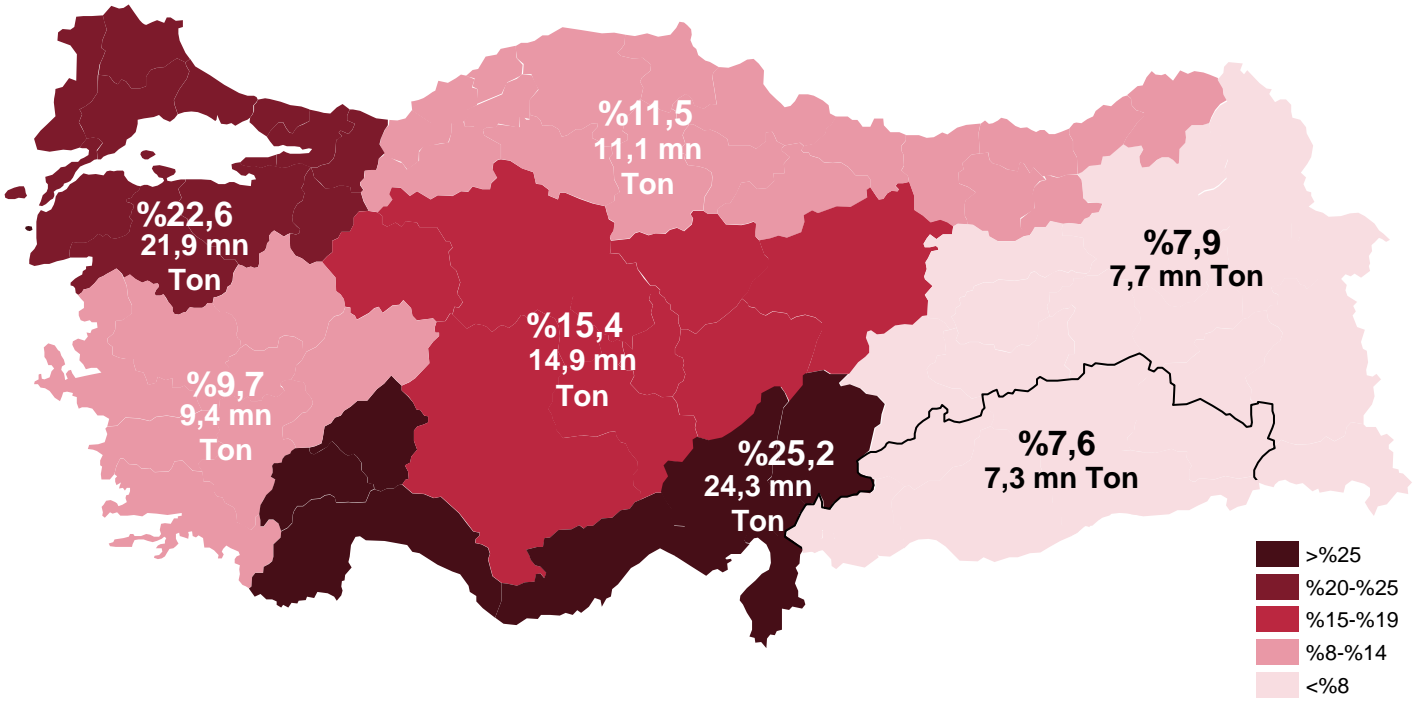 %11,5
11,1 mn
Ton
%22,6
21,9 mn
Ton
%7,9
7,7 mn Ton
%15,4
14,9 mn
Ton
%9,7
9,4 mn
Ton
%25,2
24,3 mn
Ton
%7,6
7,3 mn Ton
>%25
%20-%25
%15-%19
%8-%14
<%8